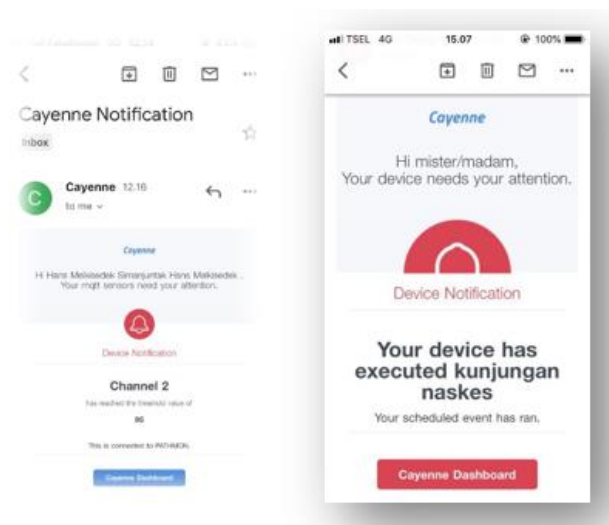 Cayenne Notification
Inbox
C
Cayenne 12.16
to me
Cayenne
Hi Hans Melkisedek Simanjuntak Hans Melkisedek...
Your mqtt sensors need your attention.
Device Notification
Channel 2
has reached the threshold value of
This is connected to PATHMON.
Cayenne Dashboard
TSEL 4G 15.07 100%
Cayenne
Hi mister/madam,
Your device needs your attention.
Device Notification
Your device has
executed kunjungan
naskes
Your scheduled event has ran.
Cayenne Dashboard